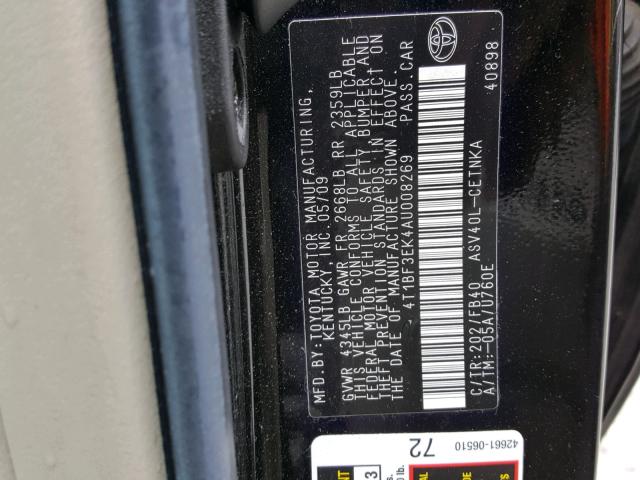 MFD.BY:TOYOTA MOTOR MANUFACTURING,
KENTUCKY, INC. 05/09
GVWR 4345LB GAWR FR 2668LB RR 2359LB
THIS VEHICLE CONFORMS TO ALL APPLICABLE
FEDERAL MOTOR VEHICLE SAFETY, BUMPER AND
THEFT PREVENTION STANDARDS IN EFFECT ON
THE DATE OF MANUFACTURE SHOWN ABOVE.
4T1BF3EK4AU008269 PASS.CAR
C/TR:202/FB40 ASV40L-CETNKA
A/TM:-05A/U760E 40898
42661-06510
72